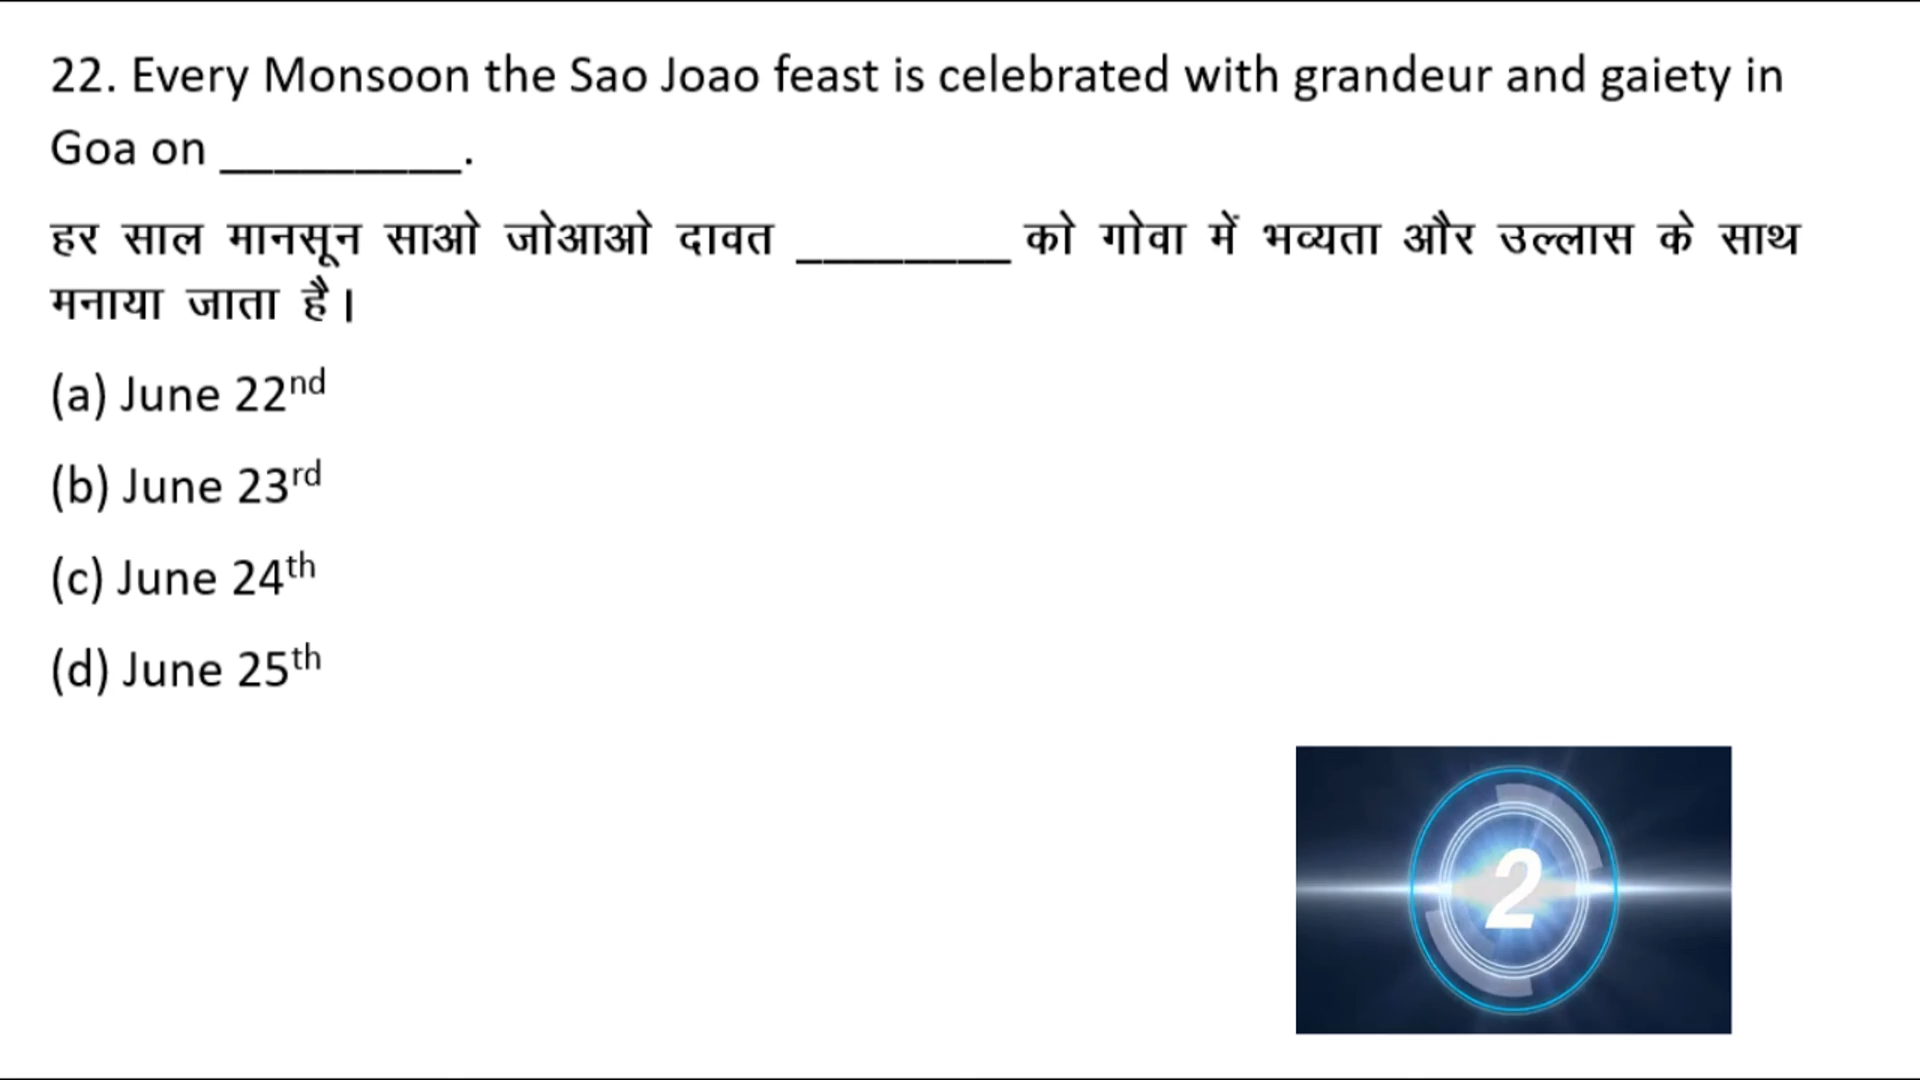 22. Every Monsoon the Sao Joao feast is celebrated with grandeur and gaiety in
Goa on _________.
हर साल मानसून साओ जोआओ दावत ________ को गोवा में भव्यता और उल्लास के साथ
मनाया जाता है।
(a) June 22nd
(b) June 23rd
(c) June 24th
(d) June 25th
2